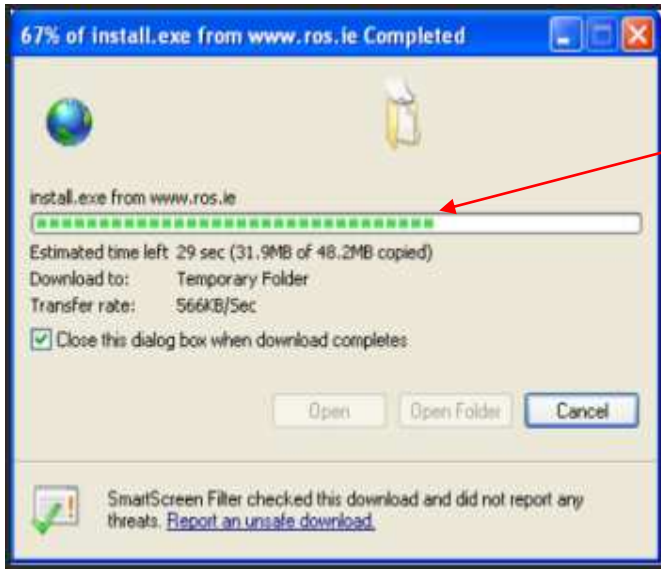 67% of install.exe from www.ros.ie Completed
install.exe from www.ros.ie
Estimated time left 29 sec (31.9MB of 48.2MB copied)
Download to: Temporary Folder
Transfer rate: 566KB/Sec
Close this dialog box when download completes
Open Open Folder Cancel
SmartScreen Filter checked this download and did not report any
threats. Report an unsafe download.